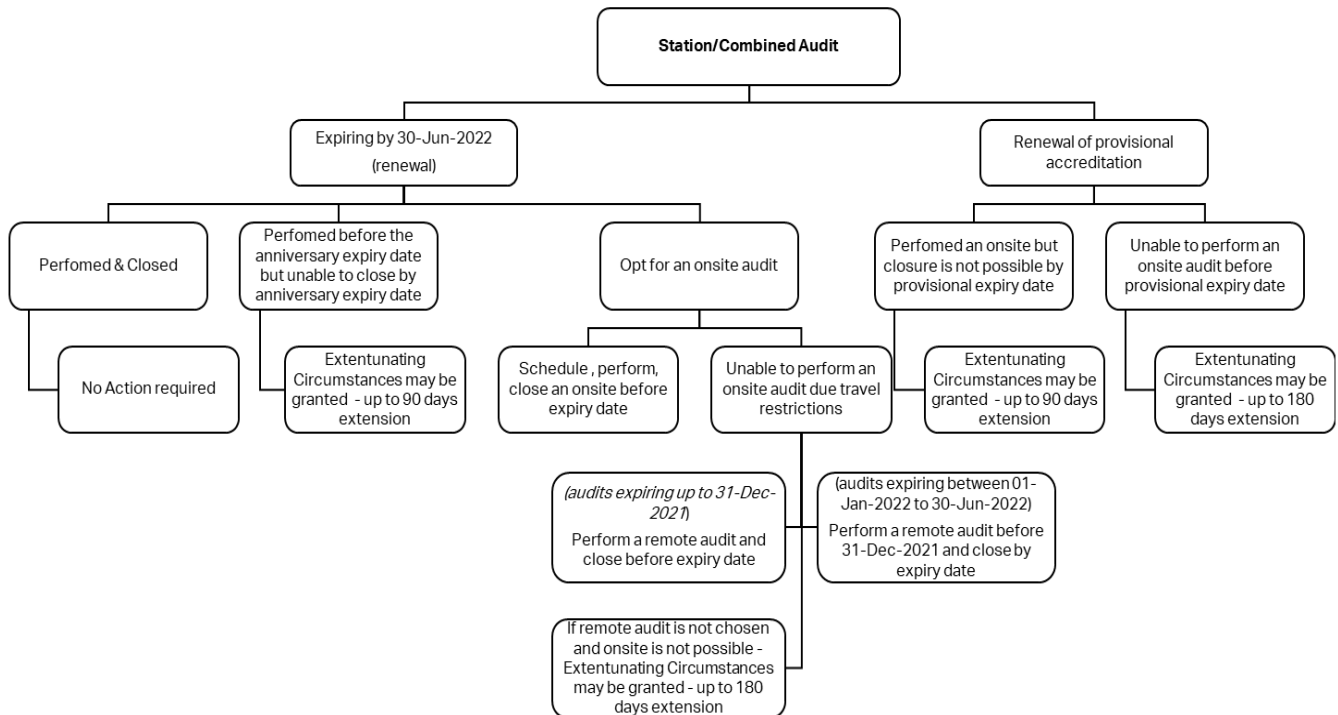 Station/Combined Audit
Expiring by 30-Jun-2022
(renewal)
Renewal of provisional
accreditation
Perfomed & Closed
Perfomed before the
anniversary expiry date
but unable to close by
anniversary expiry date
Opt for an onsite audit
Perfomed an onsite but
closure is not possible by
provisional expiry date
Unable to perform an
onsite audit before
provisional expiry date
No Action required
Extentunating
Circumstances may be
granted - up to 90 days
extension
Schedule , perform,
close an onsite before
expiry date
Unable to perform an
onsite audit due travel
restrictions
Extentunating
Circumstances may be
granted - up to 90 days
extension
Extentunating
Circumstances may be
granted - up to 180
days extension
(audits expiring up to 31-Dec-
2021)
Perform a remote audit and
close before expiry date
(audits expiring between 01-
Jan-2022 to 30-Jun-2022)
Perform a remote audit before
31-Dec-2021 and close by
expiry date
If remote audit is not chosen
and onsite is not possible -
Extentunating Circumstances
may be granted - up to 180
days extension